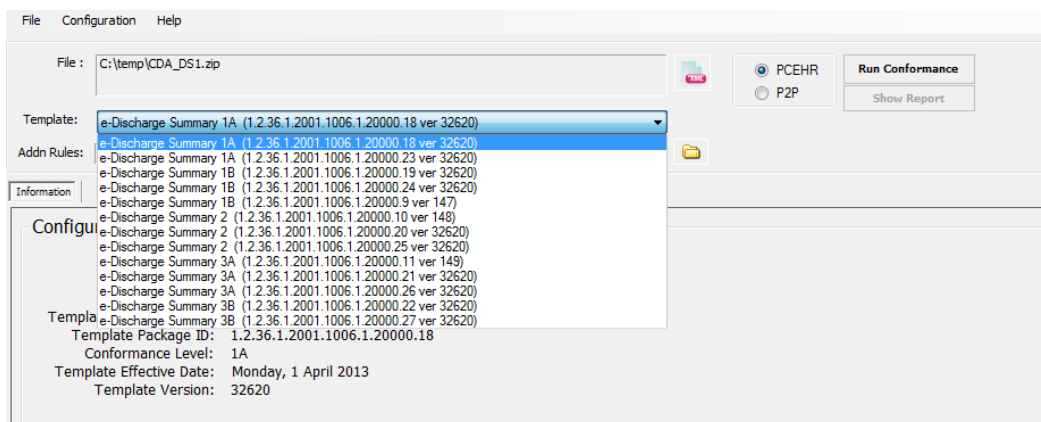 File Configuration Help
File : C:\temp\CDA_DS1.zip
XML
PCEHR
P2P
Run Conformance
Show Report
Template: e-Discharge Summary 1A (1.2.36.1.2001.1006.1.20000.18 ver 32620)
Addn Rules:
e-Discharge Summary 1A (1.2.36.1.2001.1006.1.20000.18 ver 32620)
e-Discharge Summary 1A (1.2.36.1.2001.1006.1.20000.23 ver 32620)
e-Discharge Summary 1B (1.2.36.1.2001.1006.1.20000.19 ver 32620)
e-Discharge Summary 1B (1.2.36.1.2001.1006.1.20000.24 ver 32620)
e-Discharge Summary 1B (1.2.36.1.2001.1006.1.20000.9 ver 147)
e-Discharge Summary 2 (1.2.36.1.2001.1006.1.20000.10 ver 148)
e-Discharge Summary 2 (1.2.36.1.2001.1006.1.20000.20 ver 32620)
e-Discharge Summary 2 (1.2.36.1.2001.1006.1.20000.25 ver 32620)
e-Discharge Summary 3A (1.2.36.1.2001.1006.1.20000.11 ver 149)
e-Discharge Summary 3A (1.2.36.1.2001.1006.1.20000.21 ver 32620)
e-Discharge Summary 3A (1.2.36.1.2001.1006.1.20000.26 ver 32620)
e-Discharge Summary 3B (1.2.36.1.2001.1006.1.20000.22 ver 32620)
e-Discharge Summary 3B (1.2.36.1.2001.1006.1.20000.27 ver 32620)
Information
Configu
Templa
Template Package ID: 1.2.36.1.2001.1006.1.20000.18
Conformance Level: 1A
Template Effective Date: Monday, 1 April 2013
Template Version: 32620